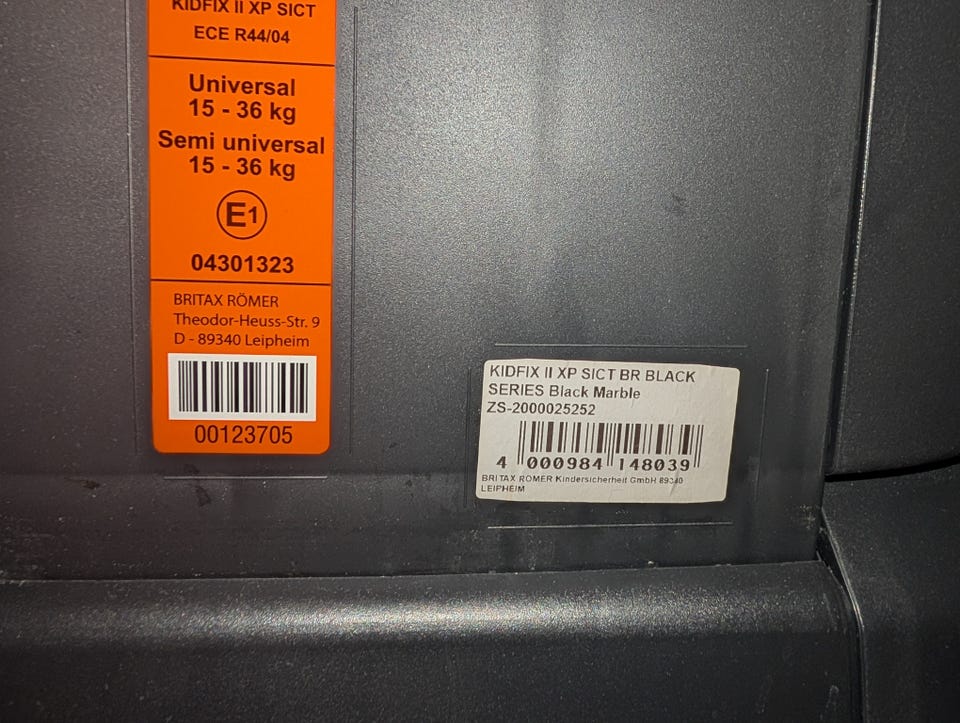 KIDFIX II XP SICT
ECE R44/04
Universal
15 - 36 kg
Semi universal
15 - 36 kg
E1
04301323
BRITAX RÖMER
Theodor-Heuss-Str. 9
D - 89340 Leipheim
00123705
KIDFIX II XP SICT BR BLACK
SERIES Black Marble
ZS-2000025252
4 000984 148039
BRITAX RÖMER Kindersicherheit GmbH 89340
LEIPHEIM